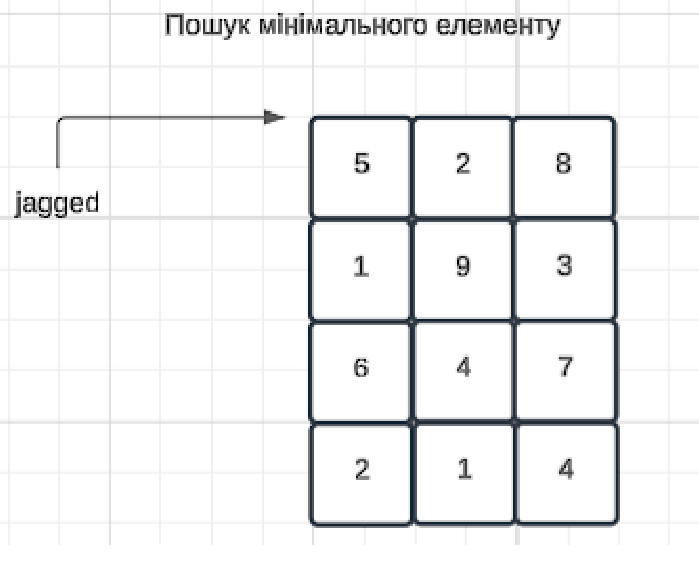 Пошук мінімального елементу
jagged
5 2 8
1 9 3
6 4 7
2 1 4